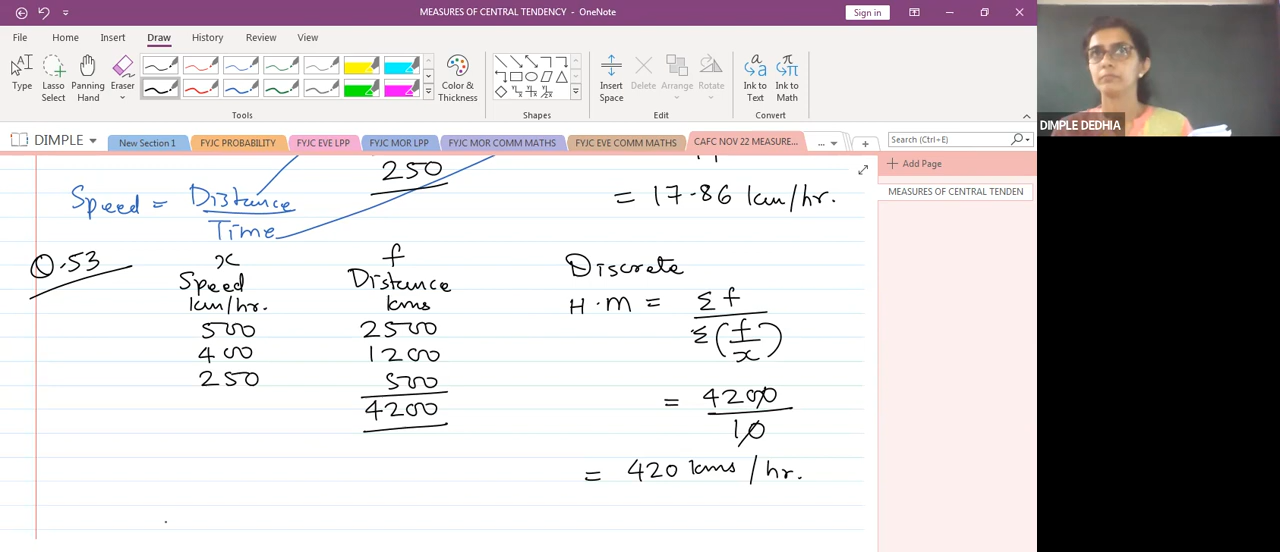 MEASURES OF CENTRAL TENDENCY - OneNote
Sign in
File Home Insert Draw History Review View
Type
Lasso Select
Panning Hand
Eraser
Color & Thickness
Insert Space
Delete
Arrange
Rotate
Ink to Text
Ink to Math
Tools
Shapes
Edit
Convert
DIMPLE DEDHIA
DIMPLE
New Section 1
FYJC PROBABILITY
FYJC EVE LPP
FYJC MOR LPP
FYJC MOR COMM MATHS
FYJC EVE COMM MATHS
CAFC NOV 22 MEASURE...
...
Search (Ctrl+E)
Add Page
MEASURES OF CENTRAL TENDEN
250
Speed = Distance
Time
= 17.86 km/hr.
Q.53
x f
Speed Distance
km/hr. kms
500 2500
400 1200
250 500
4200
Discrete
H.M = Σf
Σ(f/x)
= 4200
10
= 420 kms/hr.